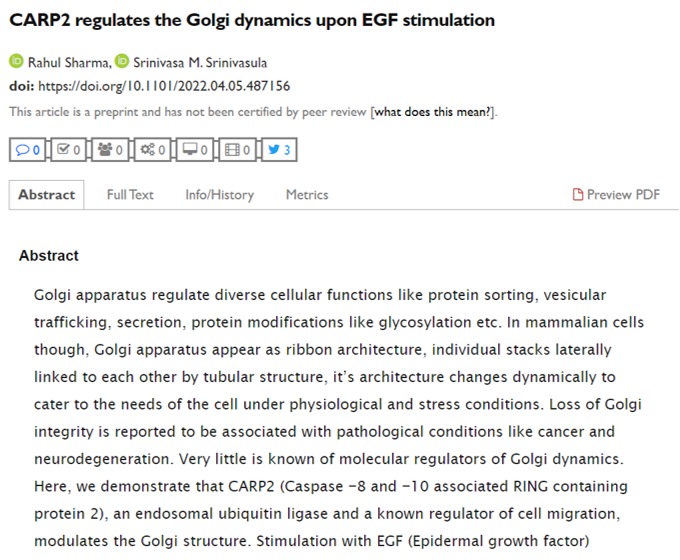 CARP2 regulates the Golgi dynamics upon EGF stimulation
iD Rahul Sharma, iD Srinivasa M. Srinivasula
doi: https://doi.org/10.1101/2022.04.05.487156
This article is a preprint and has not been certified by peer review [what does this mean?].
0 0 0 0 0 0 3
Abstract Full Text Info/History Metrics Preview PDF
Abstract
Golgi apparatus regulate diverse cellular functions like protein sorting, vesicular
trafficking, secretion, protein modifications like glycosylation etc. In mammalian cells
though, Golgi apparatus appear as ribbon architecture, individual stacks laterally
linked to each other by tubular structure, it’s architecture changes dynamically to
cater to the needs of the cell under physiological and stress conditions. Loss of Golgi
integrity is reported to be associated with pathological conditions like cancer and
neurodegeneration. Very little is known of molecular regulators of Golgi dynamics.
Here, we demonstrate that CARP2 (Caspase −8 and −10 associated RING containing
protein 2), an endosomal ubiquitin ligase and a known regulator of cell migration,
modulates the Golgi structure. Stimulation with EGF (Epidermal growth factor)